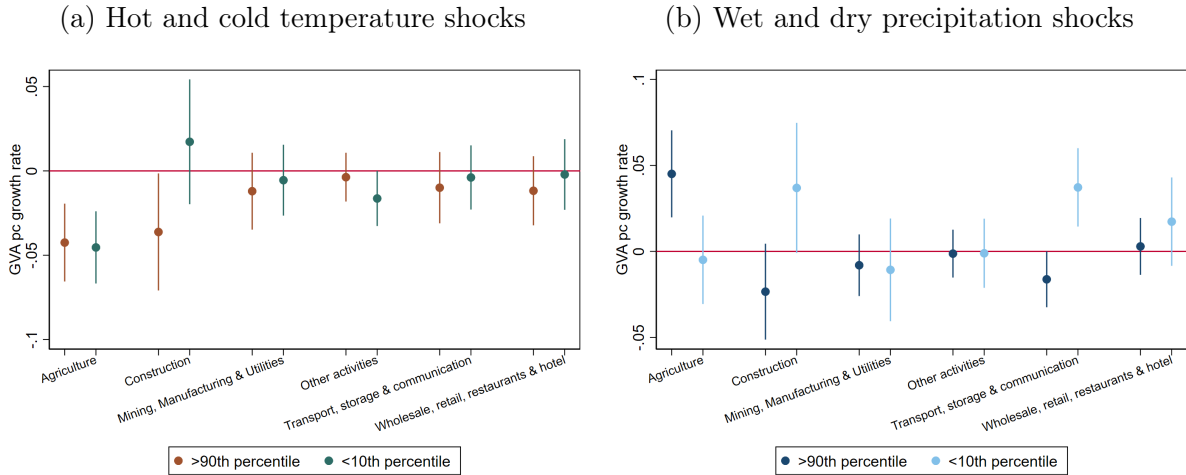 (a) Hot and cold temperature shocks
GVA pc growth rate
.05
0
-.05
-.1
Agriculture
Construction
Mining, Manufacturing & Utilities
Other activities
Transport, storage & communication
Wholesale, retail, restaurants & hotel
>90th percentile
<10th percentile
(b) Wet and dry precipitation shocks
GVA pc growth rate
.1
.05
0
-.05
Agriculture
Construction
Mining, Manufacturing & Utilities
Other activities
Transport, storage & communication
Wholesale, retail, restaurants & hotel
>90th percentile
<10th percentile